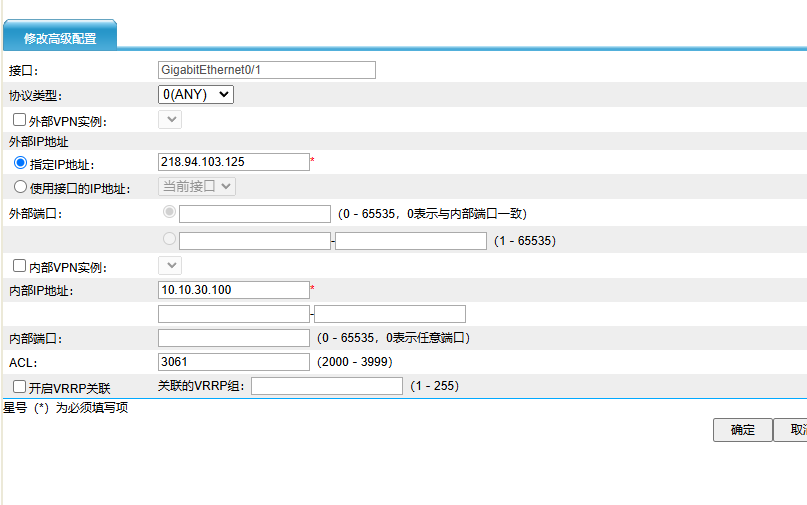 修改高级配置
接口： GigabitEthernet0/1
协议类型： 0(ANY)
外部VPN实例：
外部IP地址
指定IP地址： 218.94.103.125*
使用接口的IP地址： 当前接口
外部端口： （0 - 65535，0表示与内部端口一致）
-（1 - 65535）
内部VPN实例：
内部IP地址： 10.10.30.100*
-
内部端口： （0 - 65535，0表示任意端口）
ACL： 3061（2000 - 3999）
开启VRRP关联 关联的VRRP组： （1 - 255）
星号（*）为必须填写项
确定 取